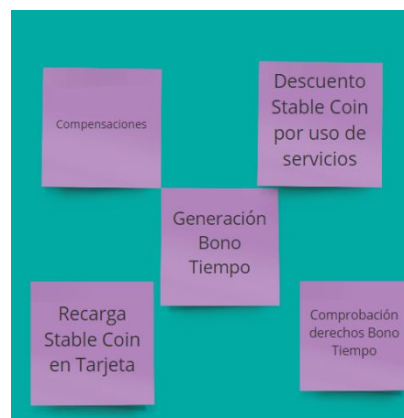 Compensaciones
Descuento
Stable Coin
por uso de
servicios
Generación
Bono
Tiempo
Recarga
Stable Coin
en Tarjeta
Comprobación
derechos Bono
Tiempo